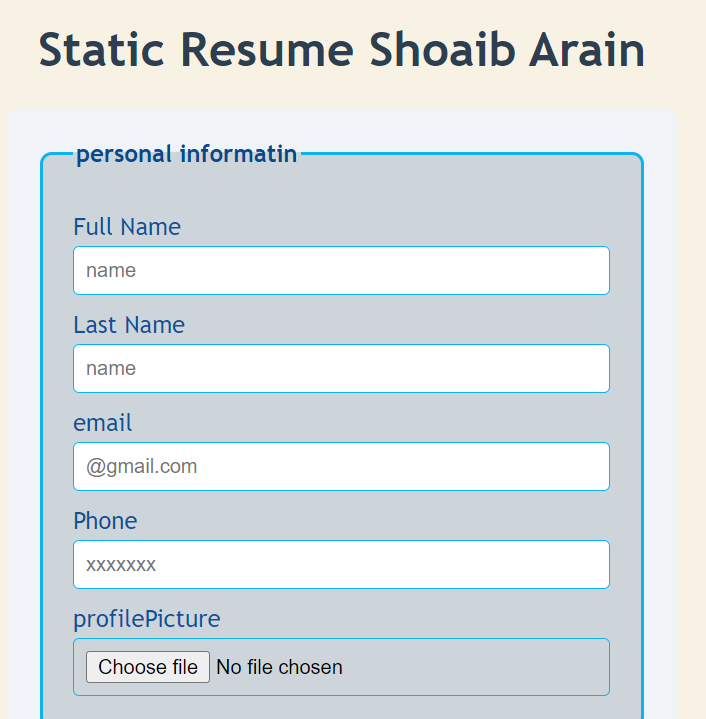 Static Resume Shoaib Arain
personal informatin
Full Name
name
Last Name
name
email
@gmail.com
Phone
xxxxxxx
profilePicture
Choose file No file chosen